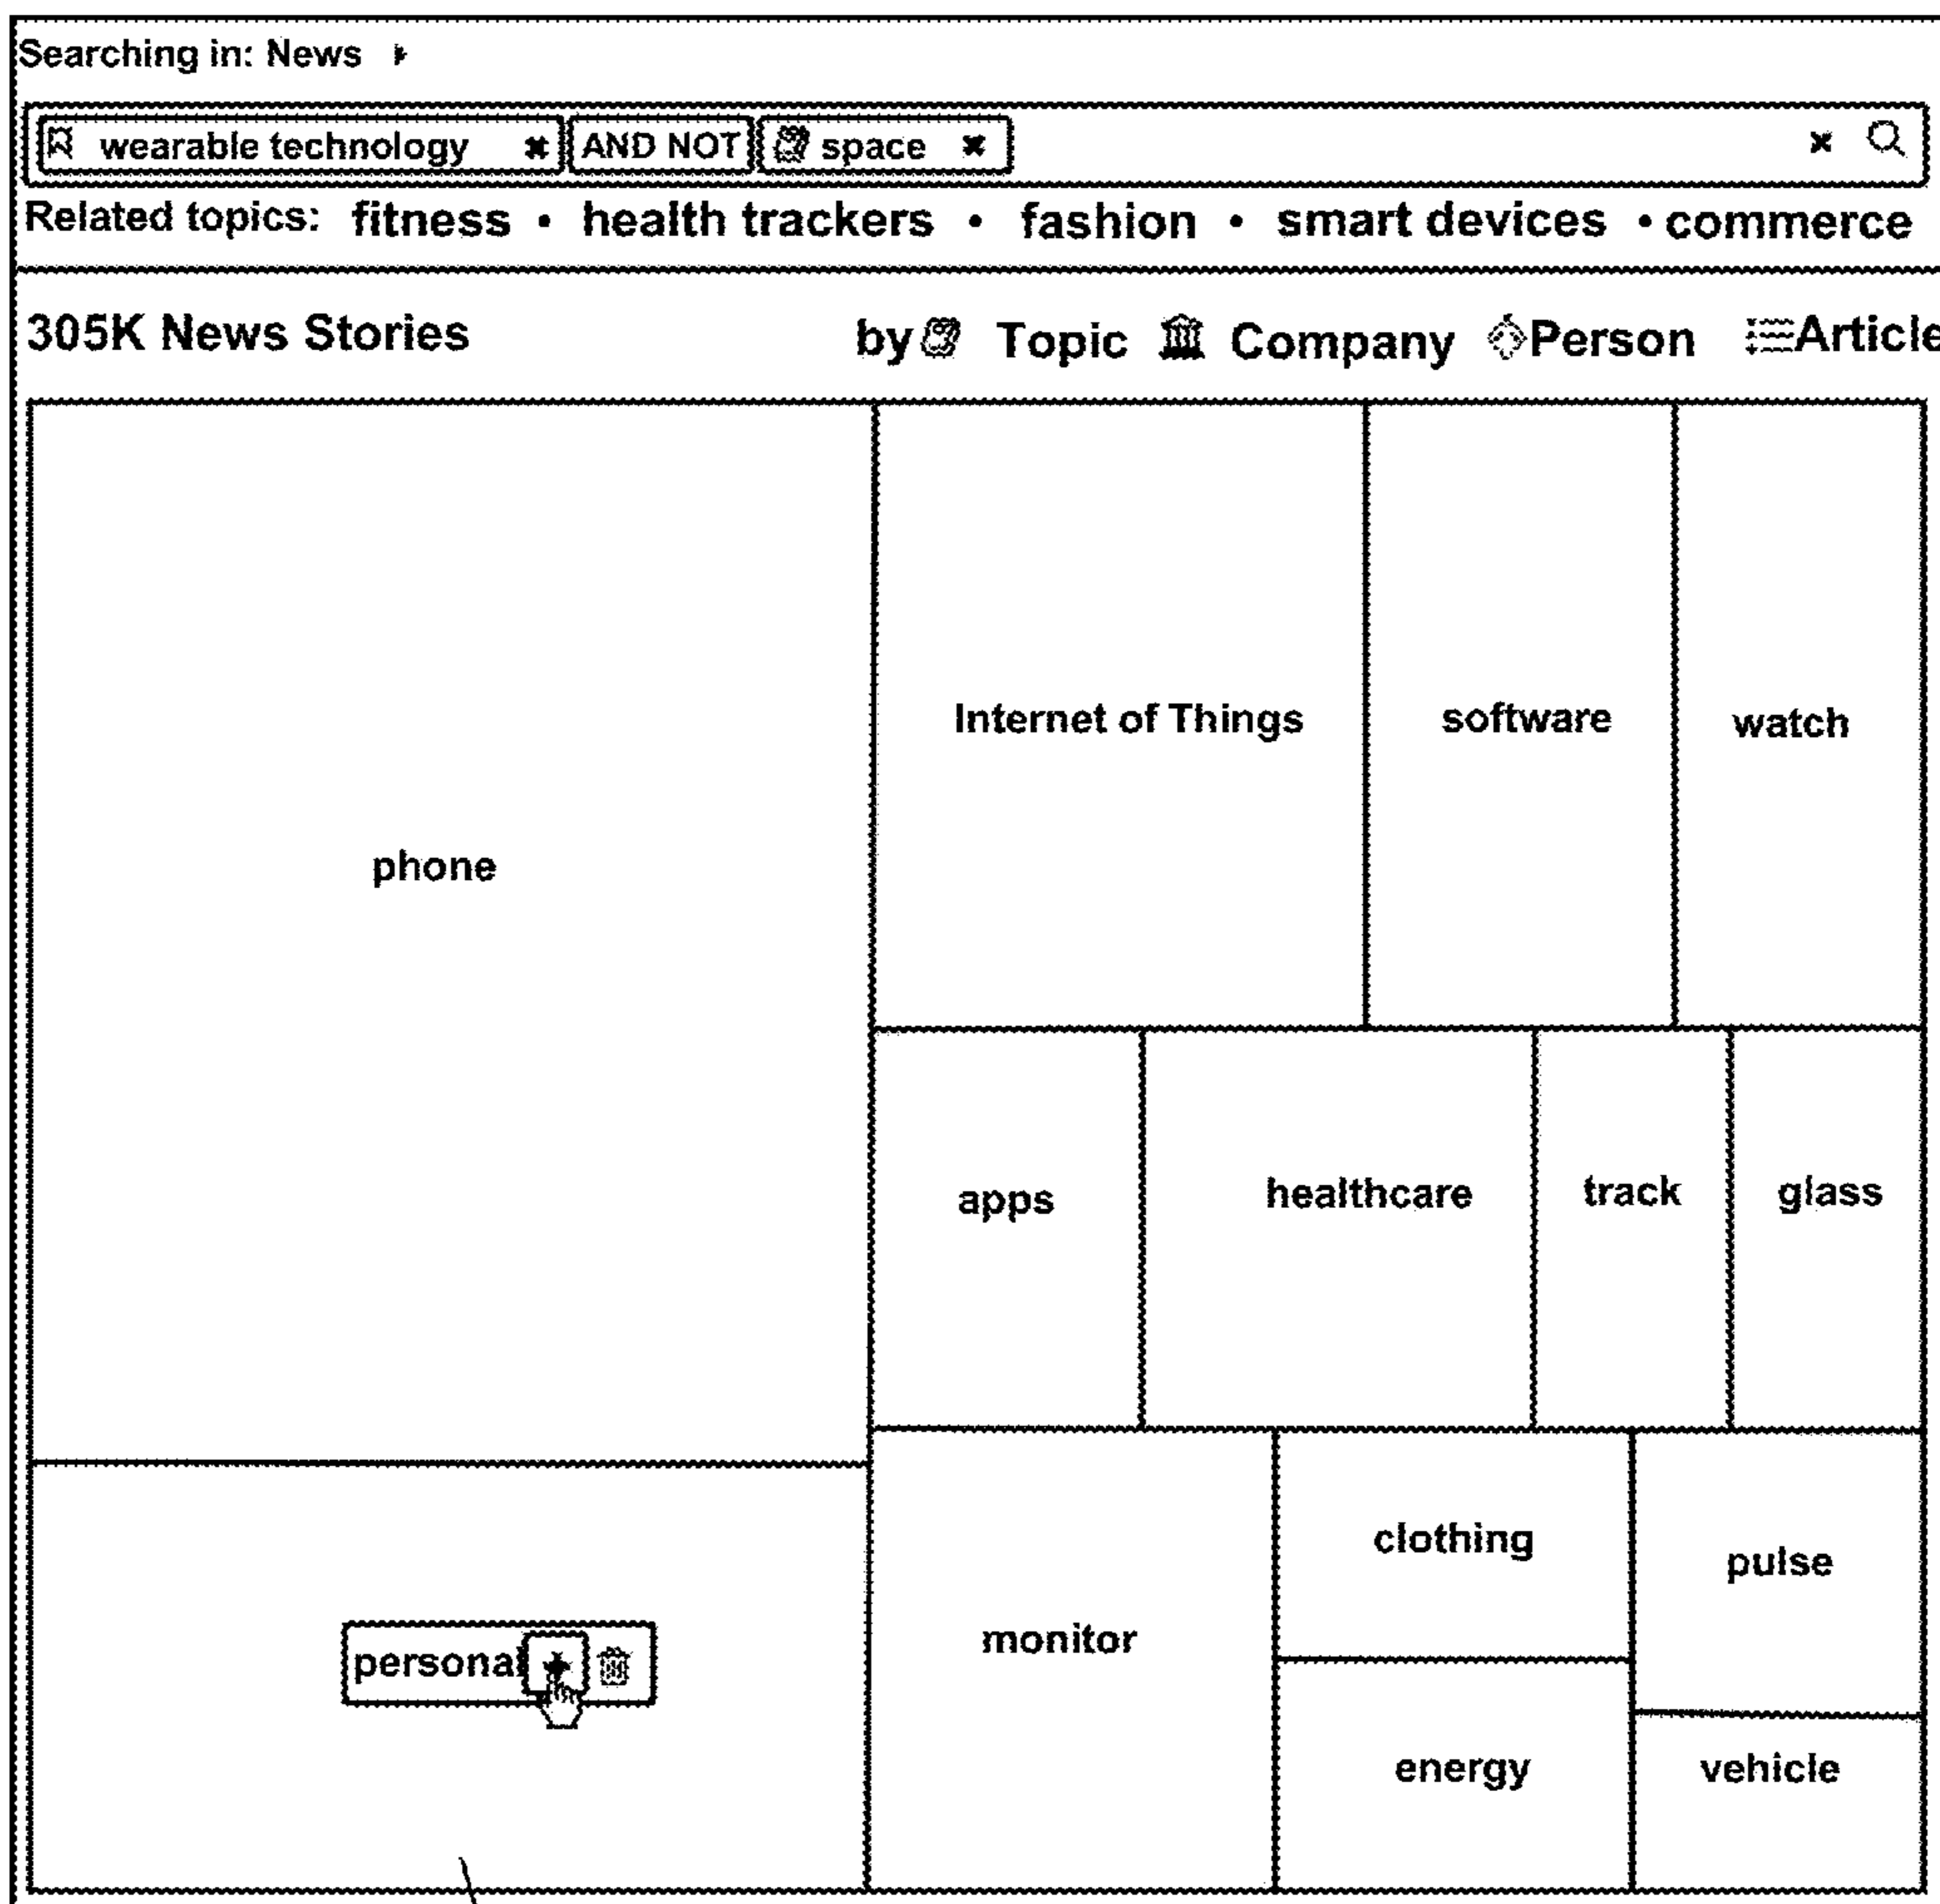 Searching in: News
wearable technology AND NOT space
Related topics: fitness • health trackers • fashion • smart devices • commerce
305K News Stories by Topic Company Person Article
phone
Internet of Things
software
watch
apps
healthcare
track
glass
personal
monitor
clothing
pulse
energy
vehicle